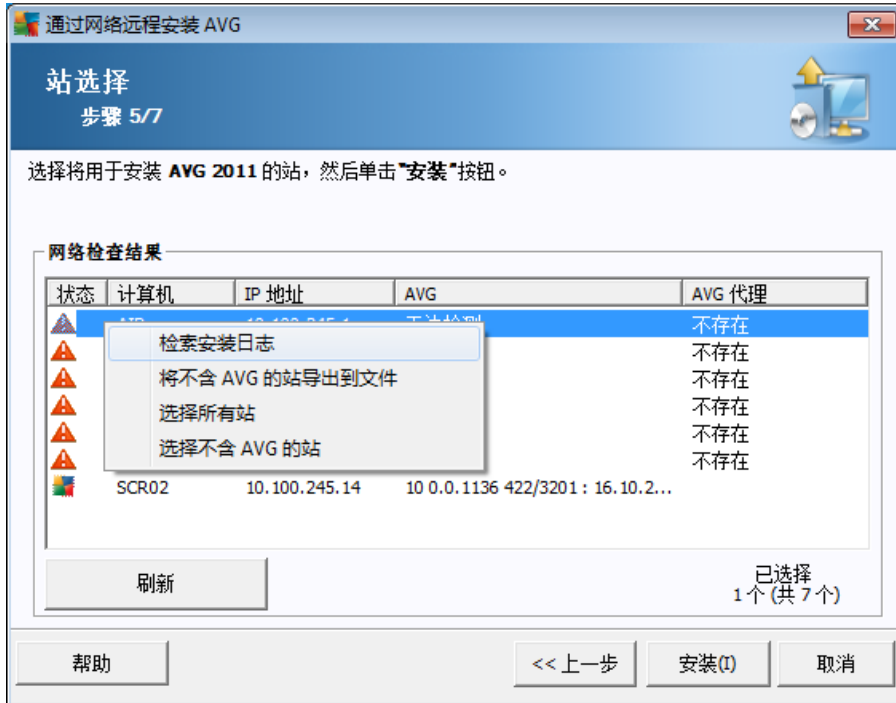 通过网络远程安装 AVG
站选择
步骤 5/7
选择将用于安装 AVG 2011 的站，然后单击"安装"按钮。
网络检查结果
状态 计算机 IP 地址 AVG AVG 代理
不存在
检索安装日志
不存在
将不含 AVG 的站导出到文件
不存在
选择所有站
不存在
不存在
选择不含 AVG 的站
不存在
SCR02 10.100.245.14 10 0.0.1136 422/3201 : 16.10.2...
刷新
已选择
1 个 (共 7 个)
帮助 << 上一步 安装(I) 取消